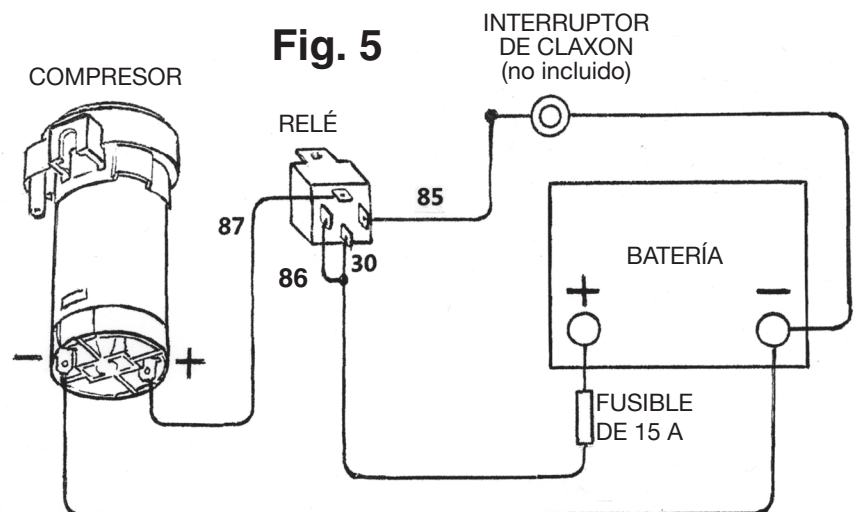 Fig. 5
INTERRUPTOR
DE CLAXON
(no incluido)
COMPRESOR
RELÉ
85
87
30
86
BATERÍA
+
−
−
+
FUSIBLE
DE 15 A